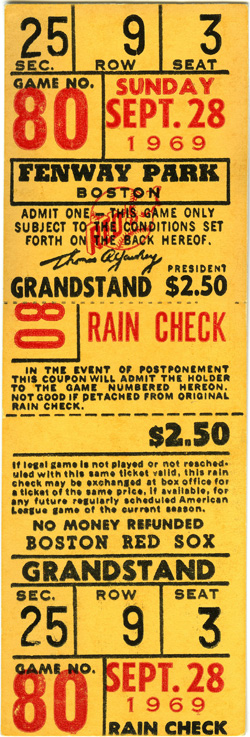 25 9 3
SEC. ROW SEAT
GAME NO. SUNDAY
80 SEPT. 28
1969
FENWAY PARK
BOSTON
ADMIT ONE - THIS GAME ONLY
SUBJECT TO THE CONDITIONS SET
FORTH ON THE BACK HEREOF.
Thomas A Yawkey
PRESIDENT
GRANDSTAND $2.50
80 RAIN CHECK
IN THE EVENT OF POSTPONEMENT
THIS COUPON WILL ADMIT THE HOLDER
TO THE GAME NUMBERED HEREON.
NOT GOOD IF DETACHED FROM ORIGINAL
RAIN CHECK.
$2.50
If legal game is not played or not resched-
uled with this same ticket valid, this rain
check may be exchanged at box office for
a ticket of the same price, if available, for
any future regularly scheduled American
League game of the current season.
NO MONEY REFUNDED
BOSTON RED SOX
GRANDSTAND
SEC. ROW SEAT
25 9 3
GAME NO. SEPT. 28
80 1969
RAIN CHECK